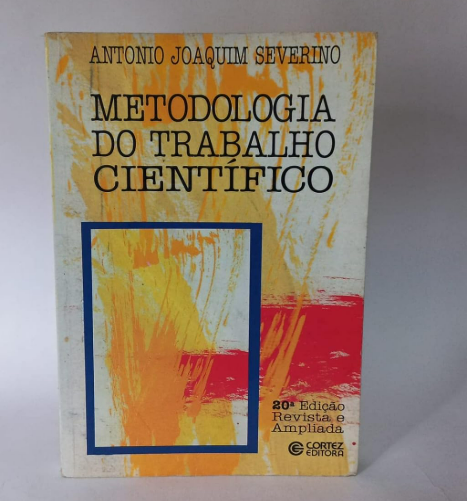 ANTONIO JOAQUIM SEVERINO
METODOLOGIA
DO TRABALHO
CIENTÍFICO
20ª Edição
Revista e
Ampliada
CORTEZ
EDITORA